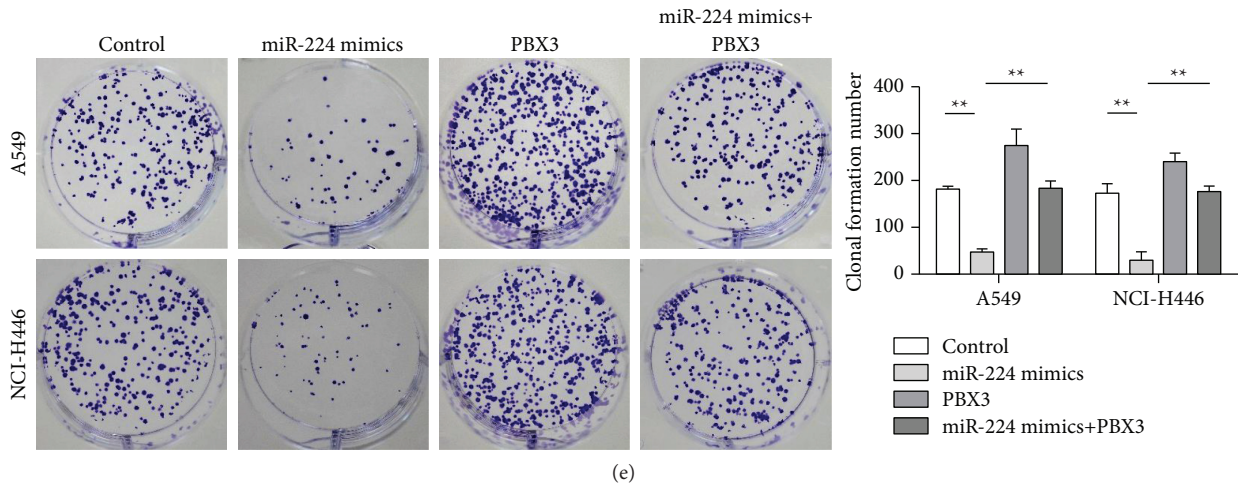 Control
miR-224 mimics
PBX3
miR-224 mimics+
PBX3
A549
NCI-H446
Clonal formation number
400
300
200
100
0
**
**
**
**
A549
NCI-H446
Control
miR-224 mimics
PBX3
miR-224 mimics+PBX3
(e)